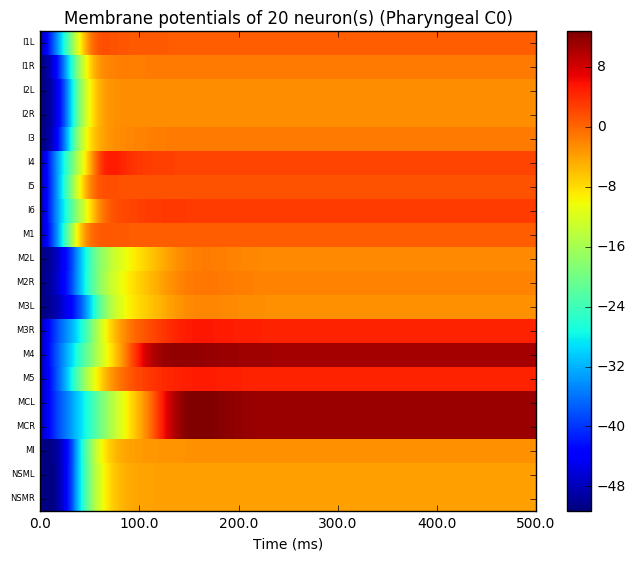 Membrane potentials of 20 neuron(s) (Pharyngeal C0)
I1L
I1R
I2L
I2R
I3
I4
I5
I6
M1
M2L
M2R
M3L
M3R
M4
M5
MCL
MCR
MI
NSML
NSMR
0.0 100.0 200.0 300.0 400.0 500.0
Time (ms)
8
0
−8
−16
−24
−32
−40
−48